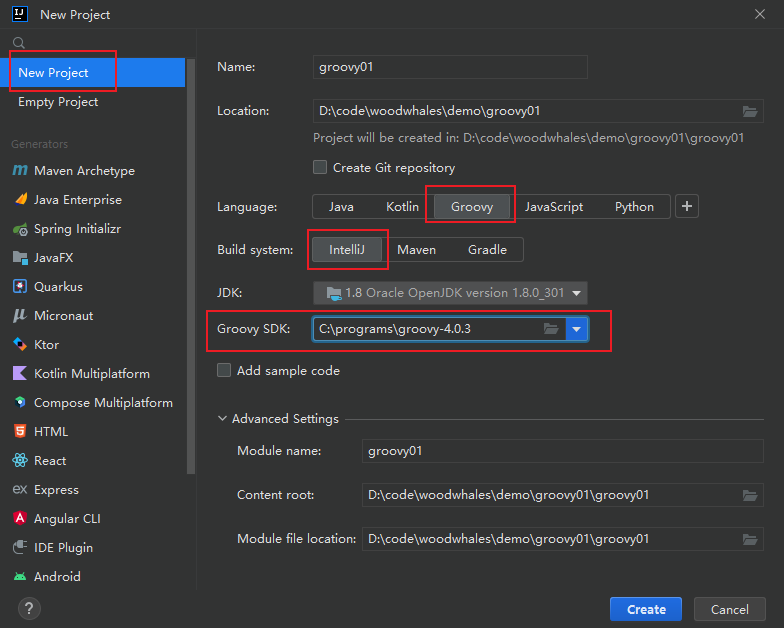 New Project
New Project
Empty Project
Generators
Maven Archetype
Java Enterprise
Spring Initializr
JavaFX
Quarkus
Micronaut
Ktor
Kotlin Multiplatform
Compose Multiplatform
HTML
React
Express
Angular CLI
IDE Plugin
Android
Name: groovy01
Location: D:\code\woodwhales\demo\groovy01
Project will be created in: D:\code\woodwhales\demo\groovy01\groovy01
Create Git repository
Language: Java Kotlin Groovy JavaScript Python +
Build system: IntelliJ Maven Gradle
JDK: 1.8 Oracle OpenJDK version 1.8.0_301
Groovy SDK: C:\programs\groovy-4.0.3
Add sample code
Advanced Settings
Module name: groovy01
Content root: D:\code\woodwhales\demo\groovy01\groovy01
Module file location: D:\code\woodwhales\demo\groovy01\groovy01
? Create Cancel